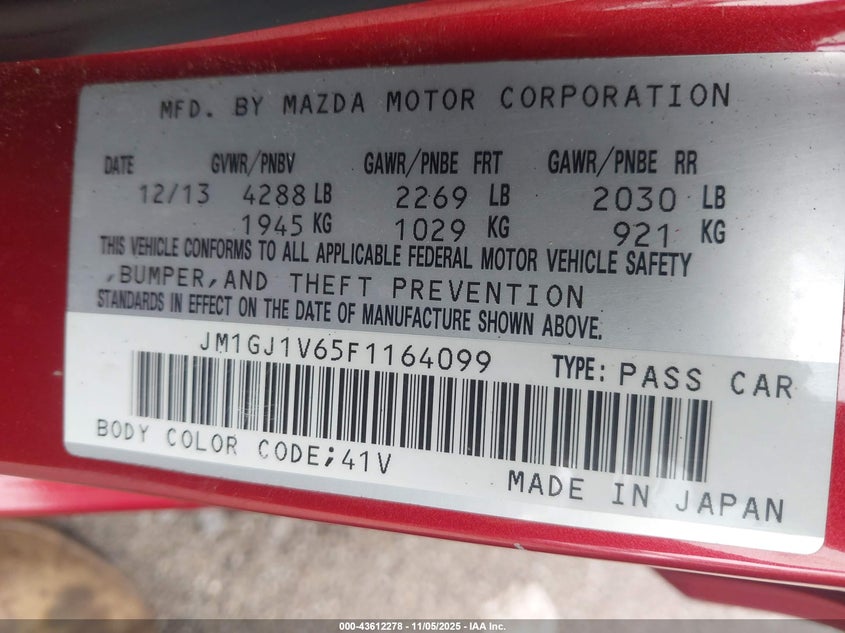 MFD. BY MAZDA MOTOR CORPORATION
DATE GVWR/PNBV GAWR/PNBE FRT GAWR/PNBE RR
12/13 4288 LB 2269 LB 2030 LB
1945 KG 1029 KG 921 KG
THIS VEHICLE CONFORMS TO ALL APPLICABLE FEDERAL MOTOR VEHICLE SAFETY
,BUMPER,AND THEFT PREVENTION
STANDARDS IN EFFECT ON THE DATE OF MANUFACTURE SHOWN ABOVE.
JM1GJ1V65F1164099 TYPE: PASS CAR
BODY COLOR CODE;41V
MADE IN JAPAN
000-43612278 - 11/05/2025 - IAA Inc.